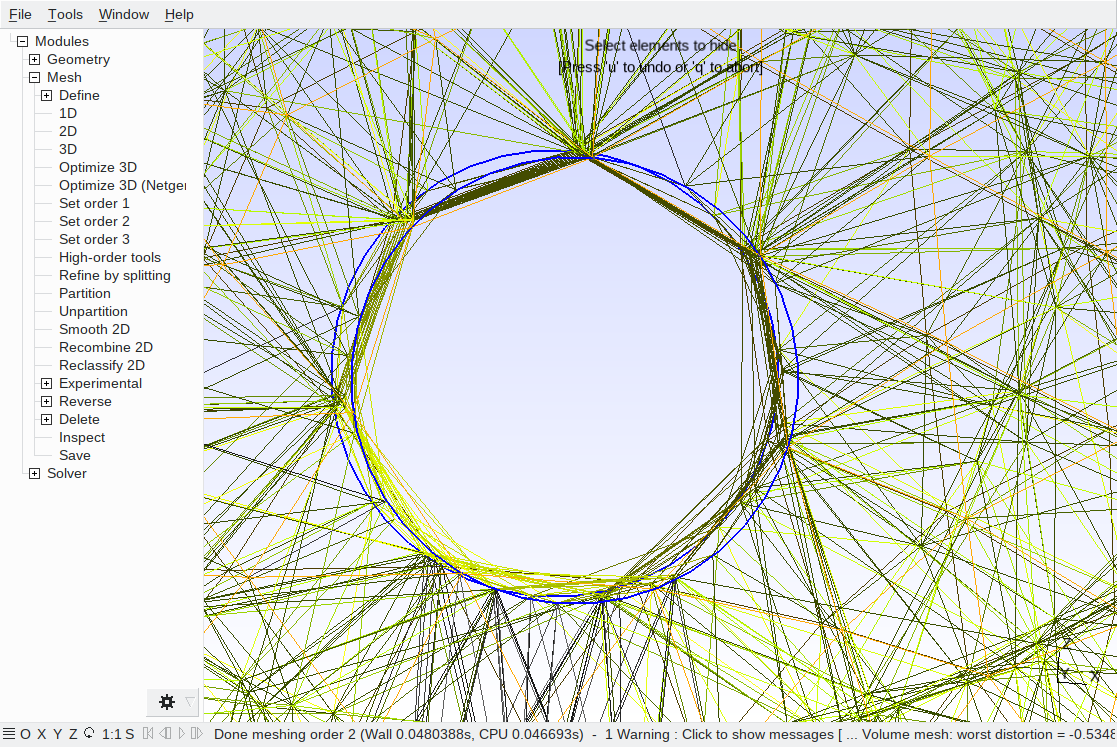 File Tools Window Help
Modules
Geometry
Mesh
Define
1D
2D
3D
Optimize 3D
Optimize 3D (Netgen
Set order 1
Set order 2
Set order 3
High-order tools
Refine by splitting
Partition
Unpartition
Smooth 2D
Recombine 2D
Reclassify 2D
Experimental
Reverse
Delete
Inspect
Save
Solver
Select elements to hide
[Press 'u' to undo or 'q' to abort]
Y X
O X Y Z 1:1 S Done meshing order 2 (Wall 0.0480388s, CPU 0.046693s) - 1 Warning : Click to show messages [ ... Volume mesh: worst distortion = -0.5348